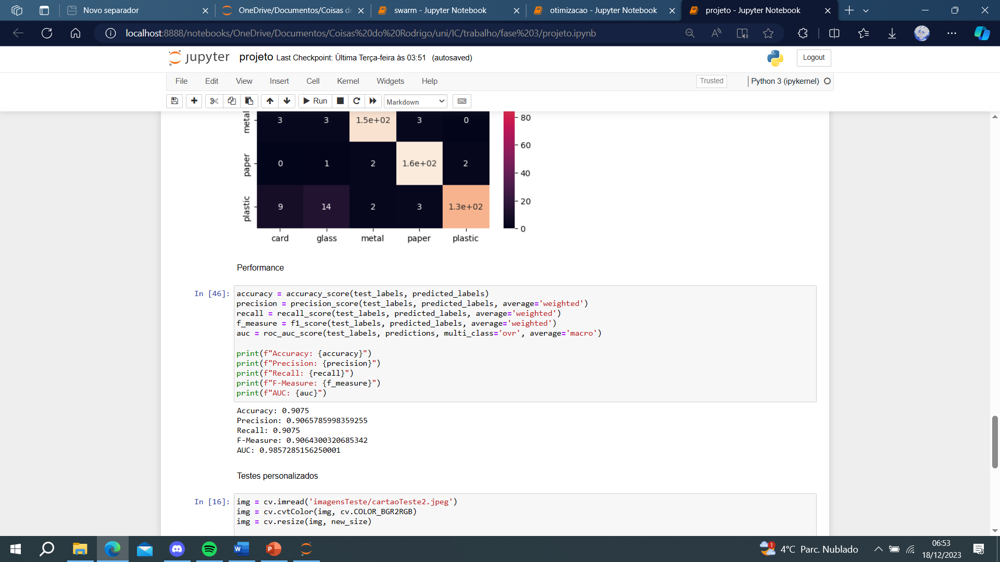 Novo separador
OneDrive/Documentos/Coisas do
swarm - Jupyter Notebook
otimizacao - Jupyter Notebook
projeto - Jupyter Notebook
localhost:8888/notebooks/OneDrive/Documentos/Coisas%20do%20Rodrigo/uni/IC/trabalho/fase%203/projeto.ipynb
jupyter projeto Last Checkpoint: Última Terça-feira às 03:51 (autosaved)
Logout
File Edit View Insert Cell Kernel Widgets Help
Trusted
Python 3 (ipykernel)
Run
Markdown
metal 3 3 1.5e+02 3 0
paper 0 1 2 1.6e+02 2
plastic 9 14 2 3 1.3e+02
card glass metal paper plastic
80
60
40
20
0
Performance
In [46]:
accuracy = accuracy_score(test_labels, predicted_labels)
precision = precision_score(test_labels, predicted_labels, average='weighted')
recall = recall_score(test_labels, predicted_labels, average='weighted')
f_measure = f1_score(test_labels, predicted_labels, average='weighted')
auc = roc_auc_score(test_labels, predictions, multi_class='ovr', average='macro')
print(f"Accuracy: {accuracy}")
print(f"Precision: {precision}")
print(f"Recall: {recall}")
print(f"F-Measure: {f_measure}")
print(f"AUC: {auc}")
Accuracy: 0.9075
Precision: 0.9065785998359255
Recall: 0.9075
F-Measure: 0.9064300320685342
AUC: 0.9857285156250001
Testes personalizados
In [16]:
img = cv.imread('imagensTeste/cartaoTeste2.jpeg')
img = cv.cvtColor(img, cv.COLOR_BGR2RGB)
img = cv.resize(img, new_size)
1
4°C Parc. Nublado
06:53
18/12/2023